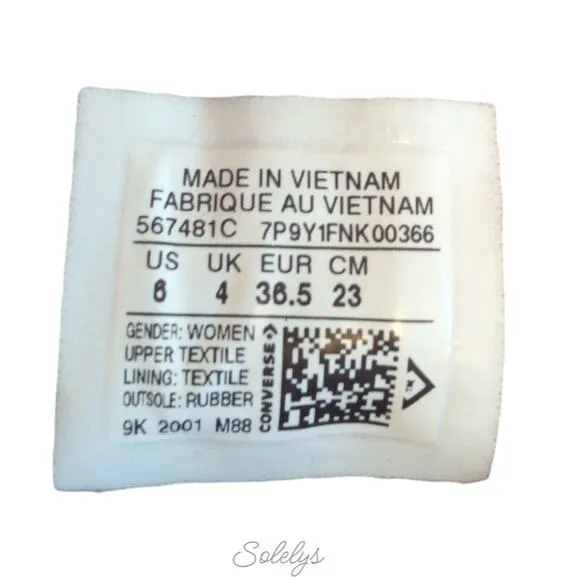 MADE IN VIETNAM
FABRIQUE AU VIETNAM
567481C 7P9Y1FNK00366
US UK EUR CM
6 4 36.5 23
GENDER: WOMEN
UPPER TEXTILE
LINING: TEXTILE
OUTSOLE: RUBBER
9K 2001 M88
CONVERSE
TM
Solelys